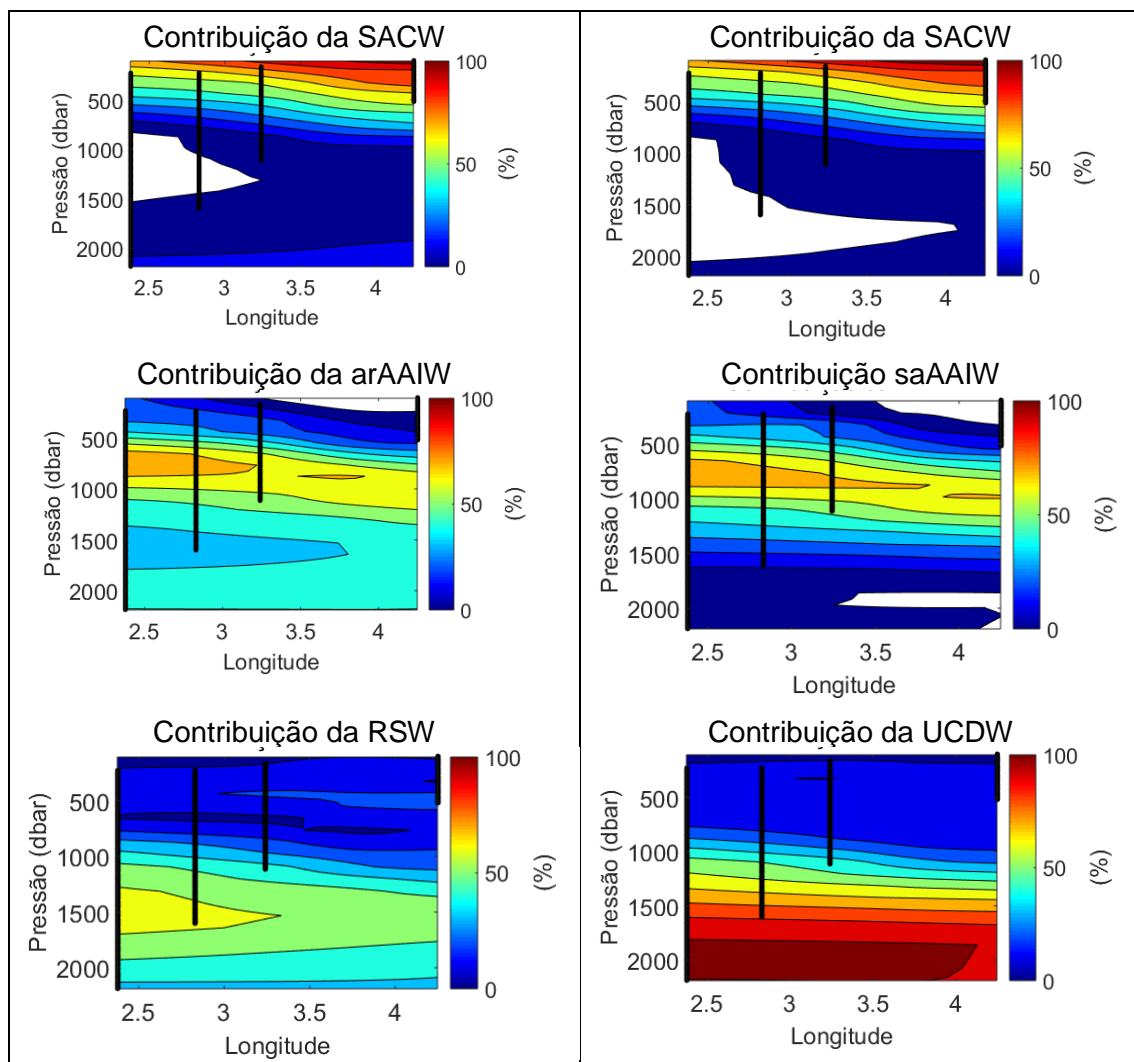 Contribuição da SACW
Pressão (dbar)
500
1000
1500
2000
2.5 3 3.5 4
Longitude
100
50
0
(%)
Contribuição da SACW
Pressão (dbar)
500
1000
1500
2000
2.5 3 3.5 4
Longitude
100
50
0
(%)
Contribuição da arAAIW
Pressão (dbar)
500
1000
1500
2000
2.5 3 3.5 4
Longitude
100
50
0
(%)
Contribuição saAAIW
Pressão (dbar)
500
1000
1500
2000
2.5 3 3.5 4
Longitude
100
50
0
(%)
Contribuição da RSW
Pressão (dbar)
500
1000
1500
2000
2.5 3 3.5 4
Longitude
100
50
0
(%)
Contribuição da UCDW
Pressão (dbar)
500
1000
1500
2000
2.5 3 3.5 4
Longitude
100
50
0
(%)